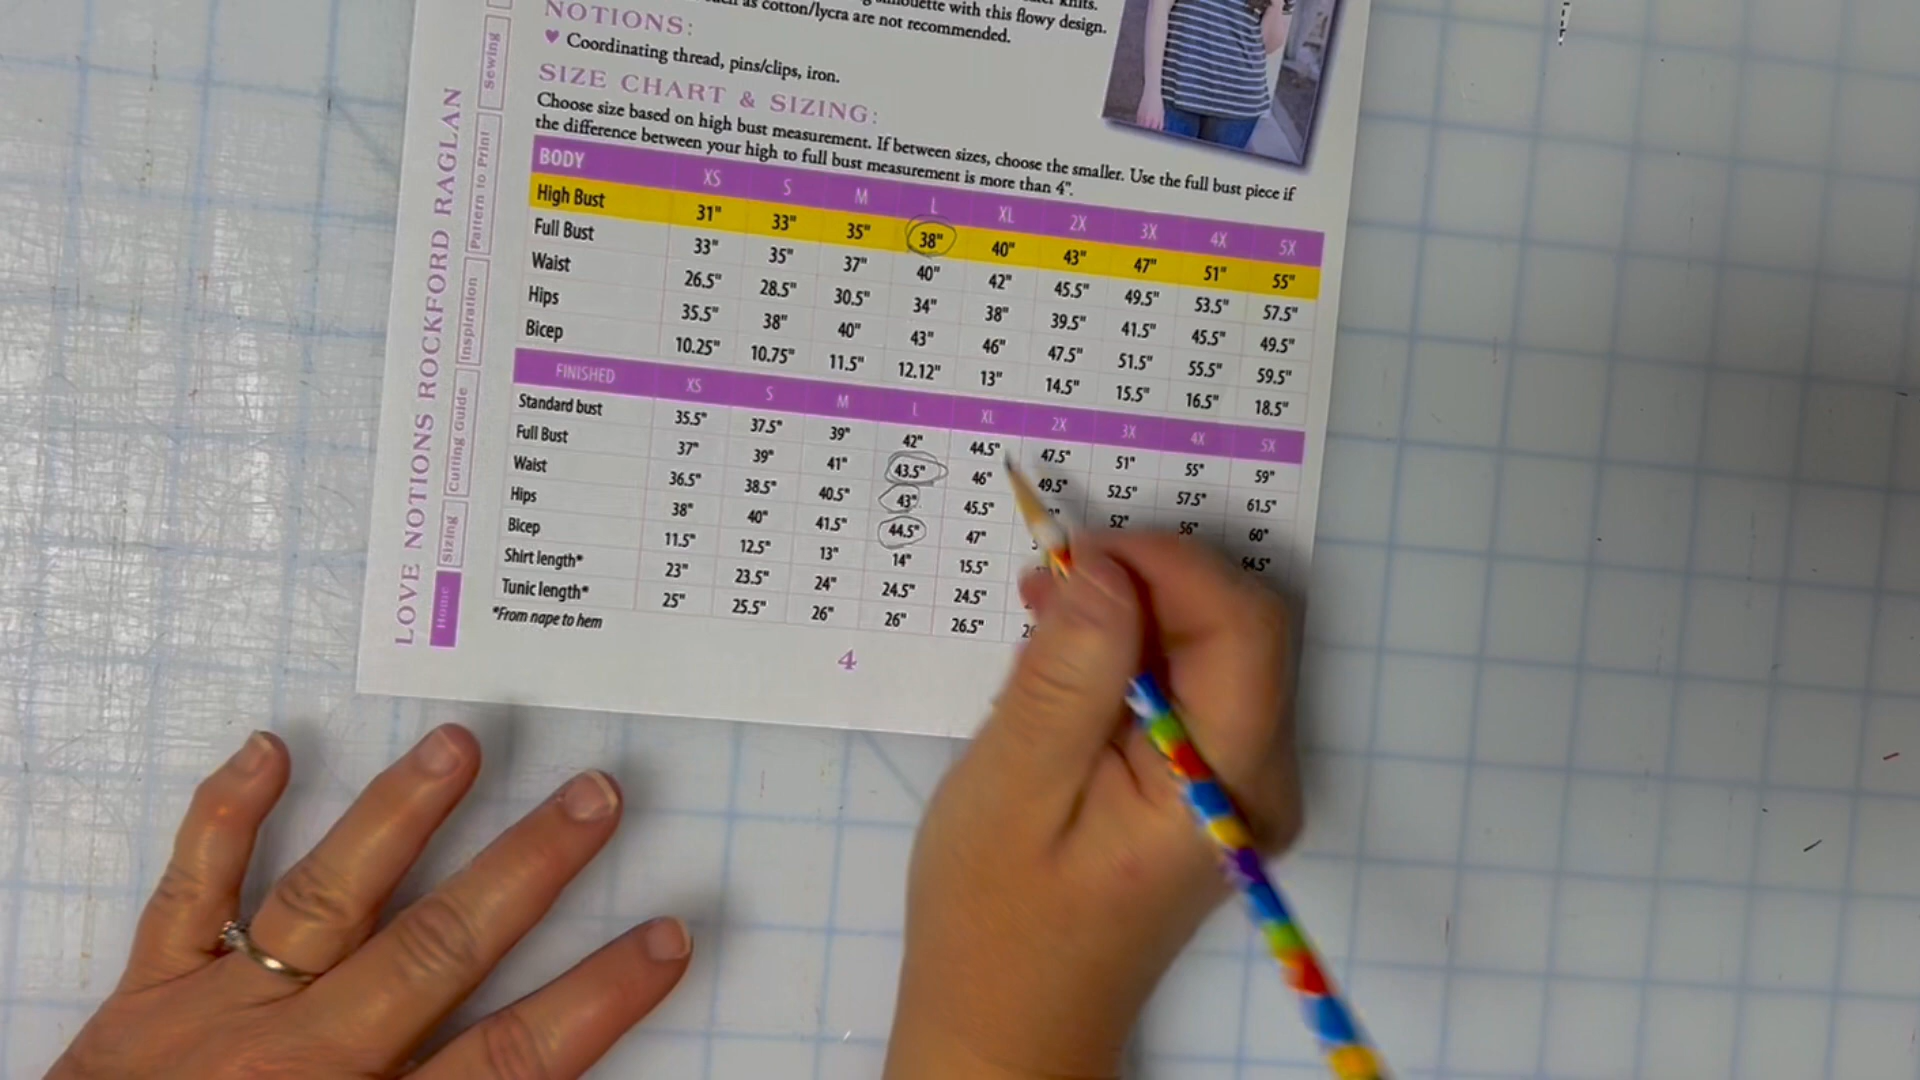 knits.
silhouette with this flowy design.
as cotton/lycra are not recommended.
NOTIONS:
♥ Coordinating thread, pins/clips, iron.
SIZE CHART & SIZING:
Choose size based on high bust measurement. If between sizes, choose the smaller. Use the full bust piece if
the difference between your high to full bust measurement is more than 4".
BODY XS S M L XL 2X 3X 4X 5X
High Bust 31" 33" 35" 38" 40" 43" 47" 51" 55"
Full Bust 33" 35" 37" 40" 42" 45.5" 49.5" 53.5" 57.5"
Waist 26.5" 28.5" 30.5" 34" 38" 39.5" 41.5" 45.5" 49.5"
Hips 35.5" 38" 40" 43" 46" 47.5" 51.5" 55.5" 59.5"
Bicep 10.25" 10.75" 11.5" 12.12" 13" 14.5" 15.5" 16.5" 18.5"
FINISHED XS S M L XL 2X 3X 4X 5X
Standard bust 35.5" 37.5" 39" 42" 44.5" 47.5" 51" 55" 59"
Full Bust 37" 39" 41" 43.5" 46" 49.5" 52.5" 57.5" 61.5"
Waist 36.5" 38.5" 40.5" 43" 45.5" 52" 56" 60"
Hips 38" 40" 41.5" 44.5" 47" 64.5"
Bicep 11.5" 12.5" 13" 14" 15.5"
Shirt length* 23" 23.5" 24" 24.5" 24.5"
Tunic length* 25" 25.5" 26" 26" 26.5"
*From nape to hem
4
LOVE NOTIONS ROCKFORD RAGLAN
Home
Sizing
Cutting Guide
Inspiration
Pattern to Print
Sewing